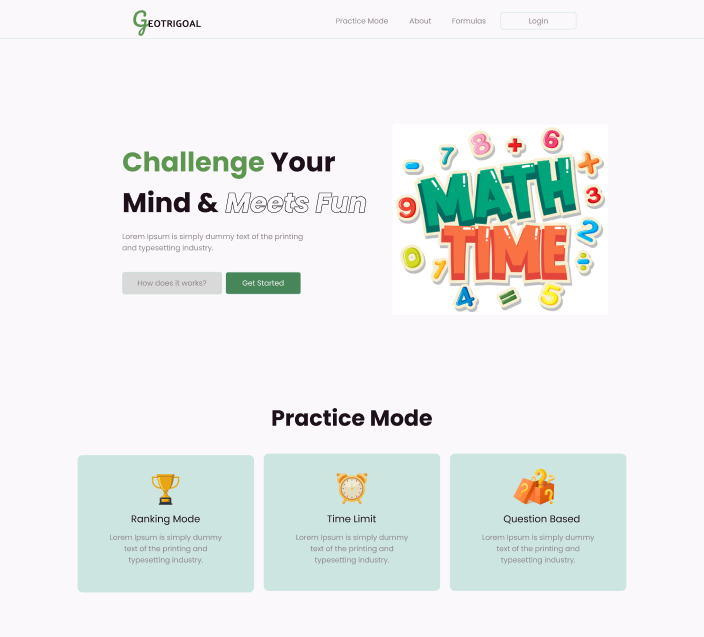 GEOTRIGOAL
Practice Mode
About
Formulas
Login
Challenge Your
Mind & Meets Fun
Lorem Ipsum is simply dummy text of the printing
and typesetting industry.
How does it works?
Get Started
7 8 + 6
- ×
9 MATH 3
TIME 2
0 1 ÷
4 = 5
Practice Mode
Ranking Mode
Lorem Ipsum is simply dummy
text of the printing and
typesetting industry.
Time Limit
Lorem Ipsum is simply dummy
text of the printing and
typesetting industry.
Question Based
Lorem Ipsum is simply dummy
text of the printing and
typesetting industry.